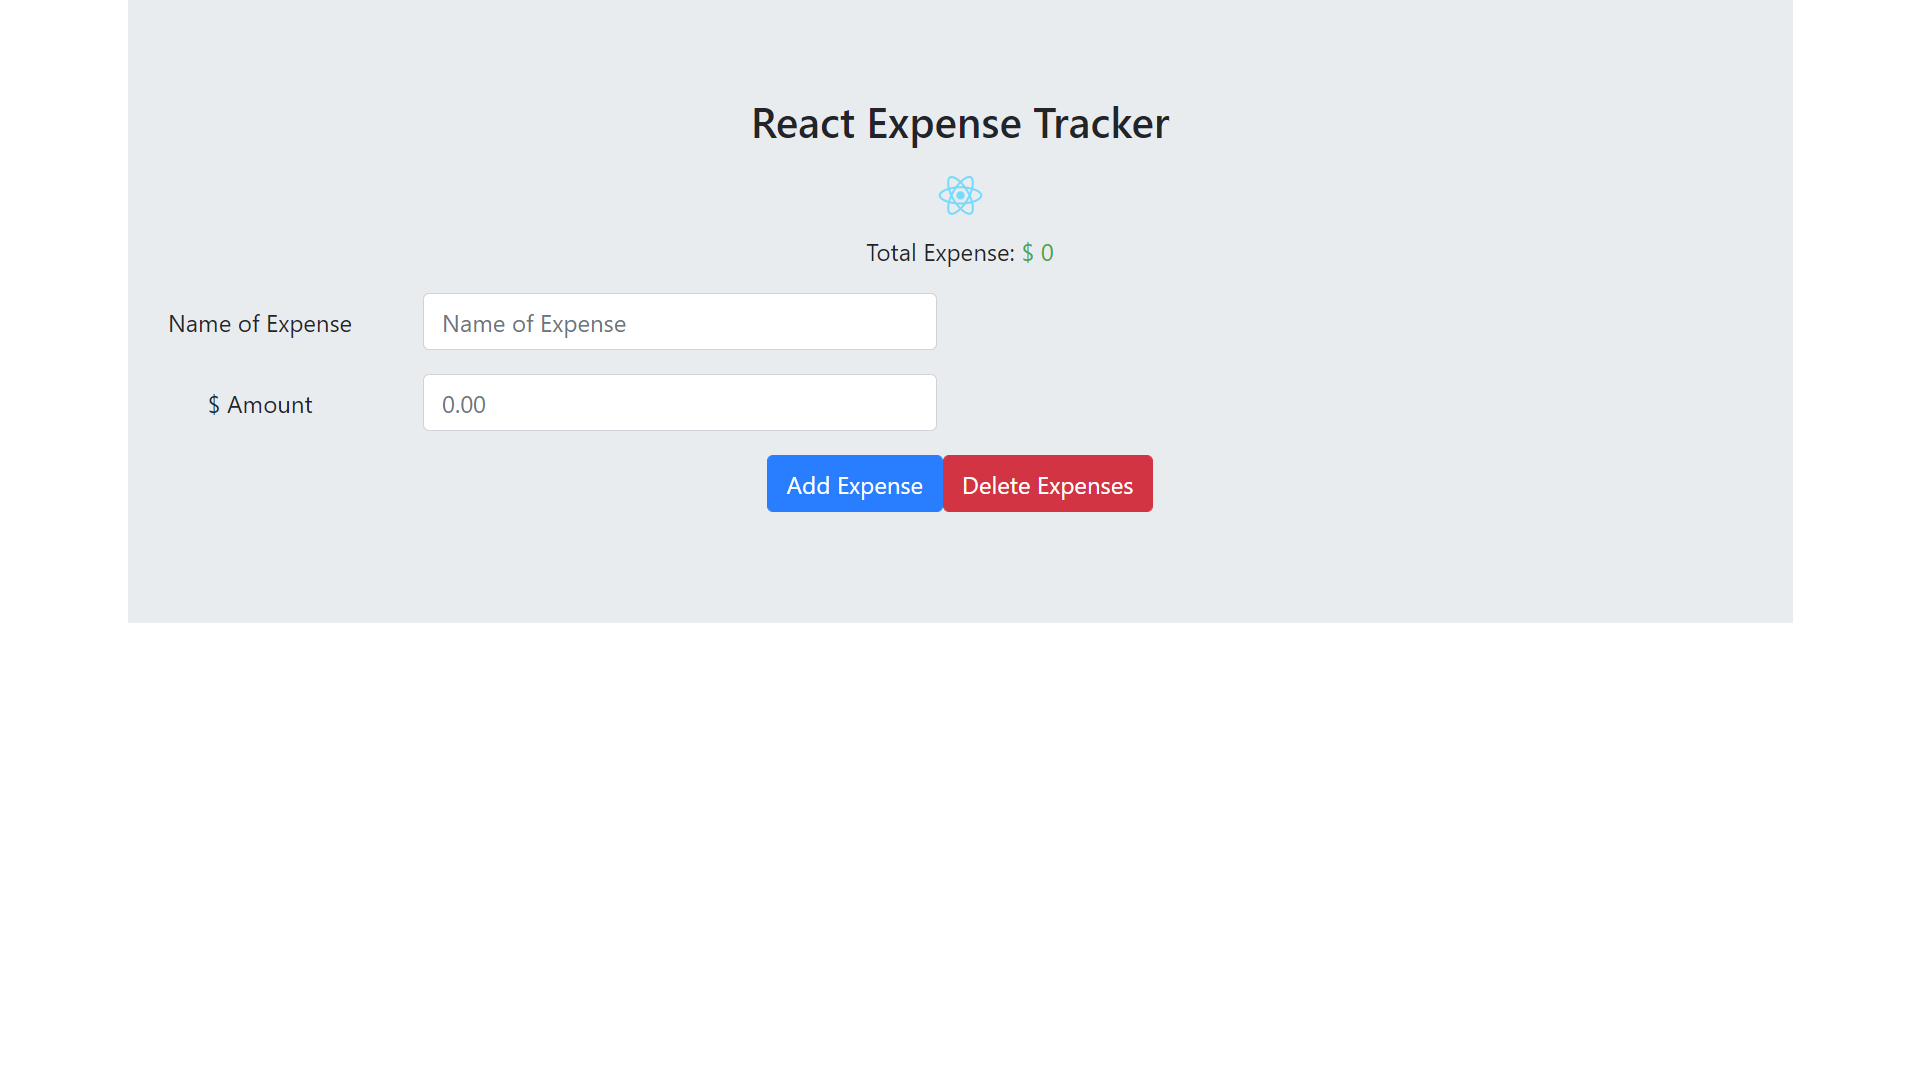 React Expense Tracker
Total Expense: $ 0
Name of Expense
Name of Expense
$ Amount
0.00
Add Expense
Delete Expenses